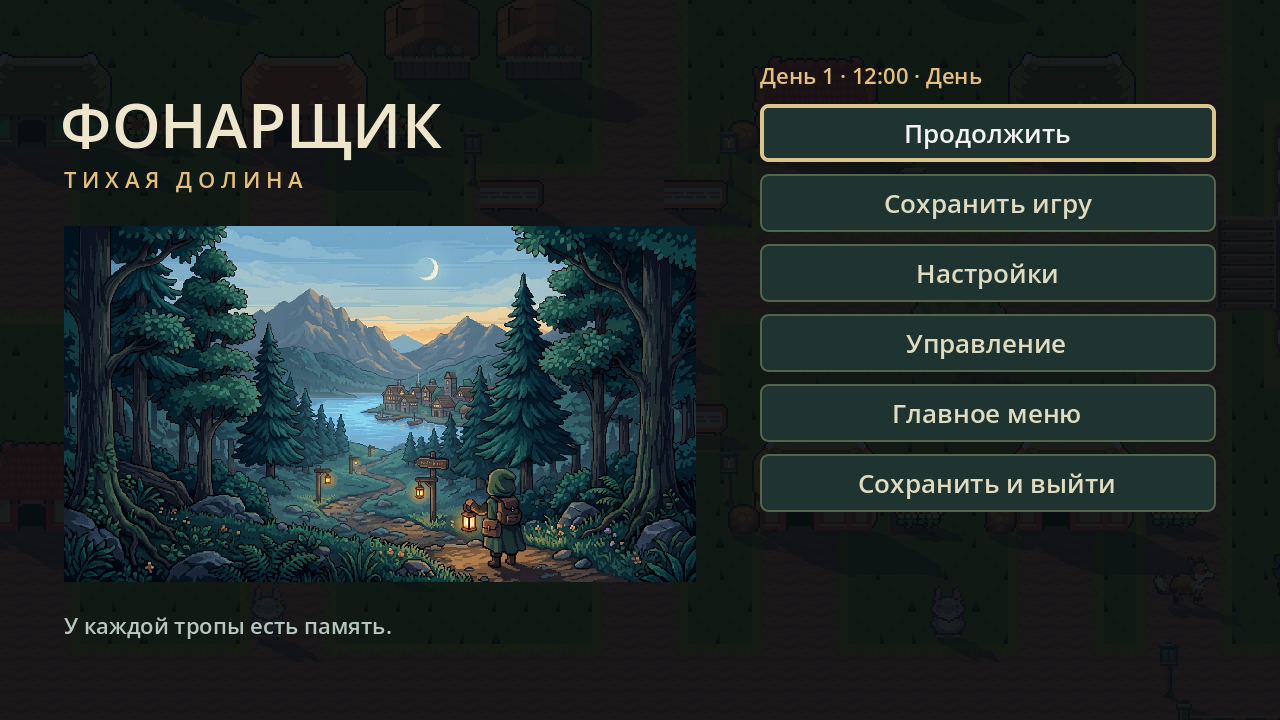 ФОНАРЩИК
ТИХАЯ ДОЛИНА
У каждой тропы есть память.
День 1 · 12:00 · День
Продолжить
Сохранить игру
Настройки
Управление
Главное меню
Сохранить и выйти